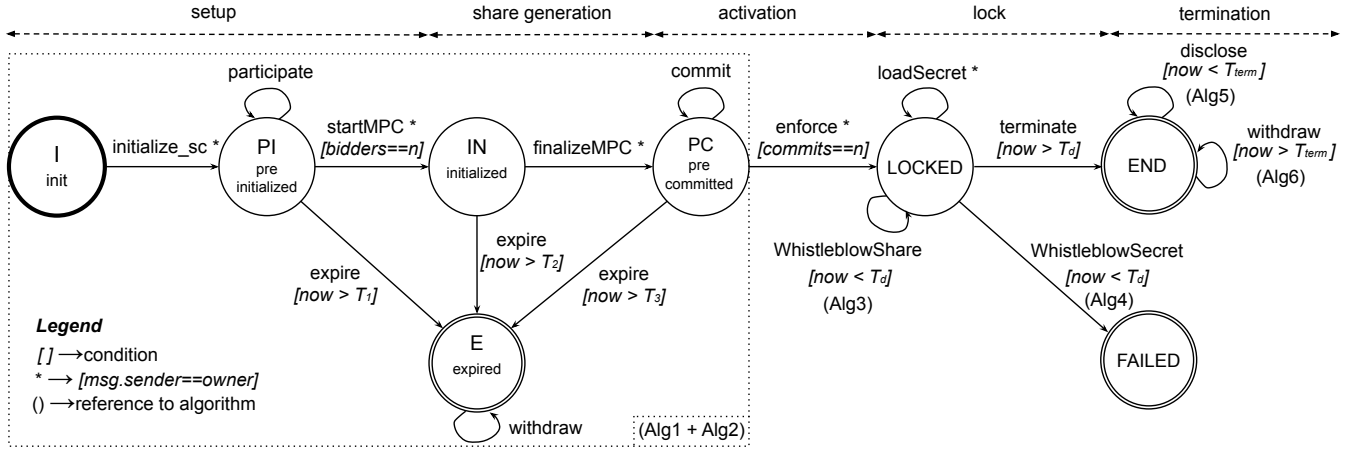 setup
share generation
activation
lock
termination
participate
commit
loadSecret *
disclose
[now < Tterm]
(Alg5)
I
init
initialize_sc *
PI
pre
initialized
startMPC *
[bidders==n]
IN
initialized
finalizeMPC *
PC
pre
committed
enforce *
[commits==n]
LOCKED
terminate
[now > Td]
END
withdraw
[now > Tterm]
(Alg6)
expire
[now > T1]
expire
[now > T2]
expire
[now > T3]
WhistleblowShare
[now < Td]
(Alg3)
WhistleblowSecret
[now < Td]
(Alg4)
E
expired
FAILED
withdraw
(Alg1 + Alg2)
Legend
[ ] →condition
* → [msg.sender==owner]
() →reference to algorithm